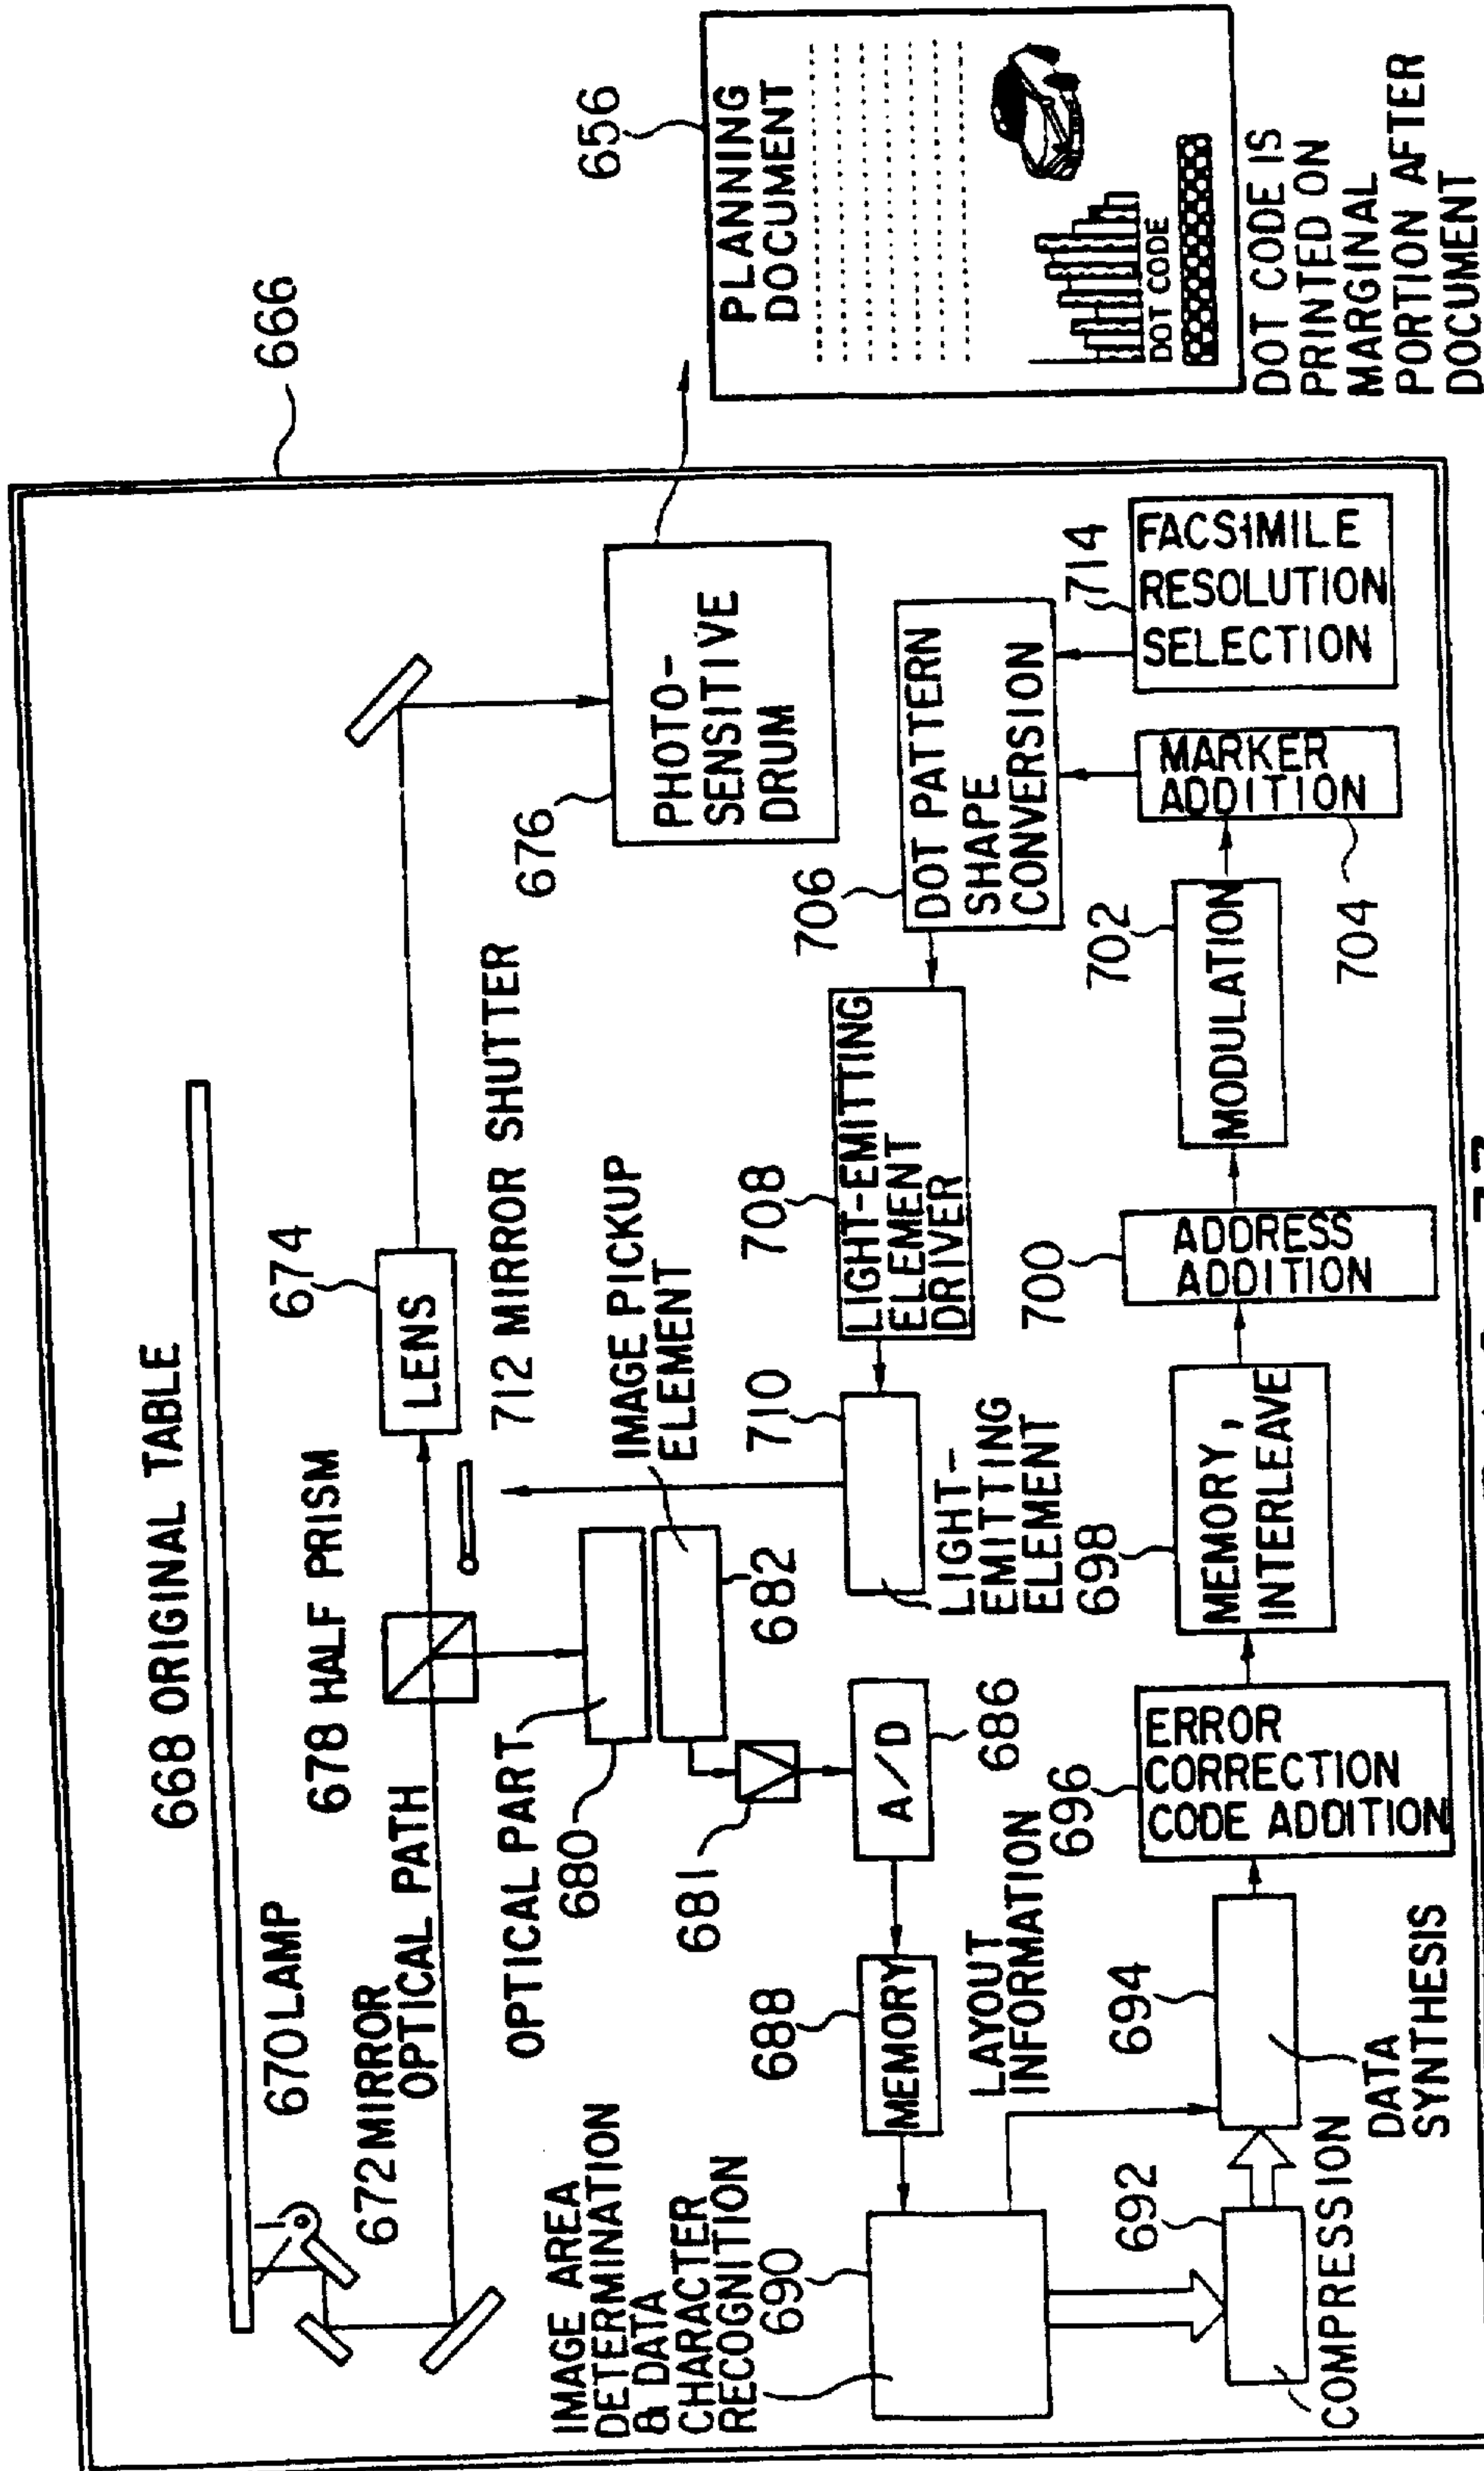 666
668 ORIGINAL TABLE
670 LAMP
672 MIRROR
OPTICAL PATH
678 HALF PRISM
674
LENS
712 MIRROR SHUTTER
OPTICAL PART
680
IMAGE PICKUP
ELEMENT
682
681
A/D
686
688
MEMORY
IMAGE AREA
DETERMINATION
& DATA
CHARACTER
RECOGNITION
690
LAYOUT
INFORMATION
692
COMPRESSION
694
DATA
SYNTHESIS
696
ERROR
CORRECTION
CODE ADDITION
698
MEMORY,
INTERLEAVE
700
ADDRESS
ADDITION
702
MODULATION
704
MARKER
ADDITION
714
FACSIMILE
RESOLUTION
SELECTION
706
DOT PATTERN
SHAPE
CONVERSION
708
LIGHT-EMITTING
ELEMENT
DRIVER
710
LIGHT-
EMITTING
ELEMENT
676
PHOTO-
SENSITIVE
DRUM
656
PLANNING
DOCUMENT
DOT CODE
DOT CODE IS
PRINTED ON
MARGINAL
PORTION AFTER
DOCUMENT